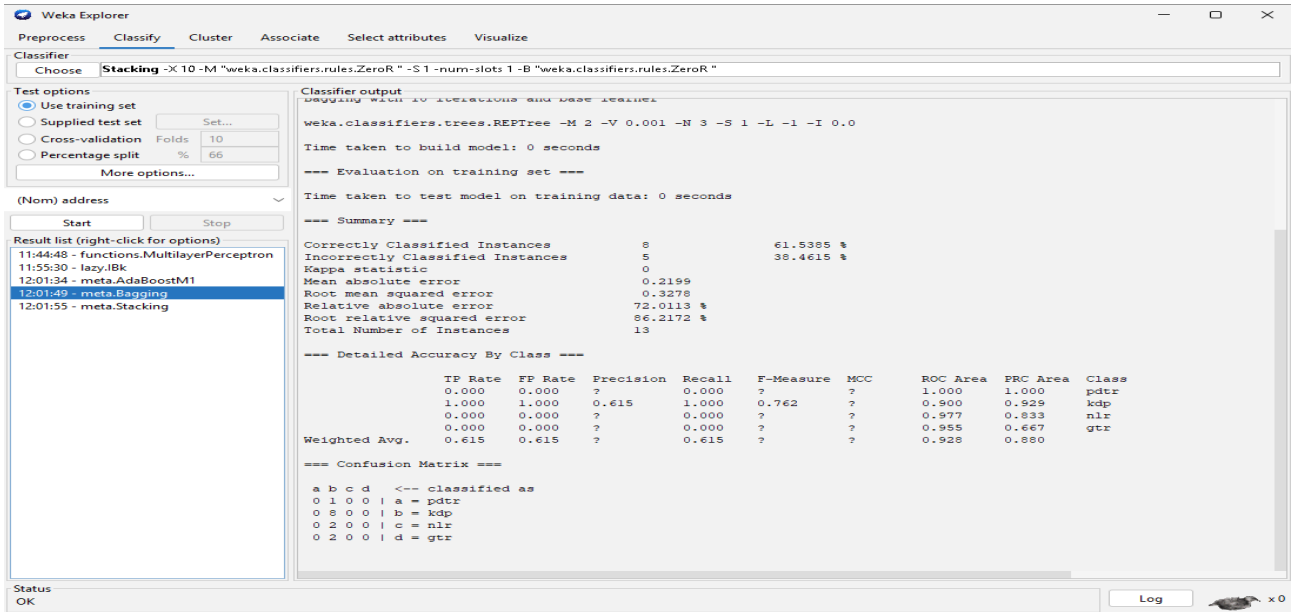 Weka Explorer
Preprocess Classify Cluster Associate Select attributes Visualize
Classifier
Choose Stacking -X 10 -M "weka.classifiers.rules.ZeroR " -S 1 -num-slots 1 -B "weka.classifiers.rules.ZeroR "
Test options
Use training set
Supplied test set Set...
Cross-validation Folds 10
Percentage split % 66
More options...
(Nom) address
Start Stop
Result list (right-click for options)
11:44:48 - functions.MultilayerPerceptron
11:55:30 - lazy.IBk
12:01:34 - meta.AdaBoostM1
12:01:49 - meta.Bagging
12:01:55 - meta.Stacking
Classifier output
Bagging with 10 iterations and base learner
weka.classifiers.trees.REPTree -M 2 -V 0.001 -N 3 -S 1 -L -1 -I 0.0
Time taken to build model: 0 seconds
=== Evaluation on training set ===
Time taken to test model on training data: 0 seconds
=== Summary ===
Correctly Classified Instances 8 61.5385 %
Incorrectly Classified Instances 5 38.4615 %
Kappa statistic 0
Mean absolute error 0.2199
Root mean squared error 0.3278
Relative absolute error 72.0113 %
Root relative squared error 86.2172 %
Total Number of Instances 13
=== Detailed Accuracy By Class ===
TP Rate FP Rate Precision Recall F-Measure MCC ROC Area PRC Area Class
0.000 0.000 ? 0.000 ? ? 1.000 1.000 pdtr
1.000 1.000 0.615 1.000 0.762 ? 0.900 0.929 kdp
0.000 0.000 ? 0.000 ? ? 0.977 0.833 nlr
0.000 0.000 ? 0.000 ? ? 0.955 0.667 gtr
Weighted Avg. 0.615 0.615 ? 0.615 ? ? 0.928 0.880
=== Confusion Matrix ===
a b c d <-- classified as
0 1 0 0 | a = pdtr
0 8 0 0 | b = kdp
0 2 0 0 | c = nlr
0 2 0 0 | d = gtr
Status
OK
Log x 0